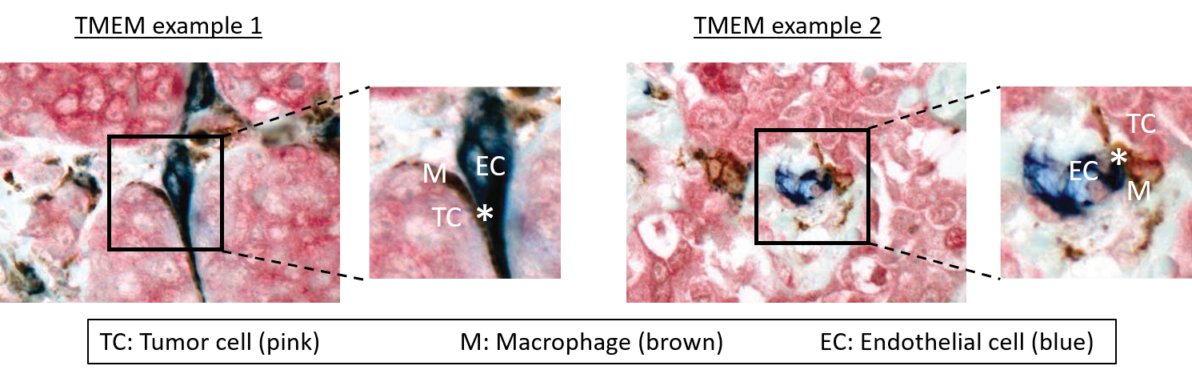 TMEM example 1
TMEM example 2
M
EC
TC *
TC
EC *
M
TC: Tumor cell (pink) M: Macrophage (brown) EC: Endothelial cell (blue)